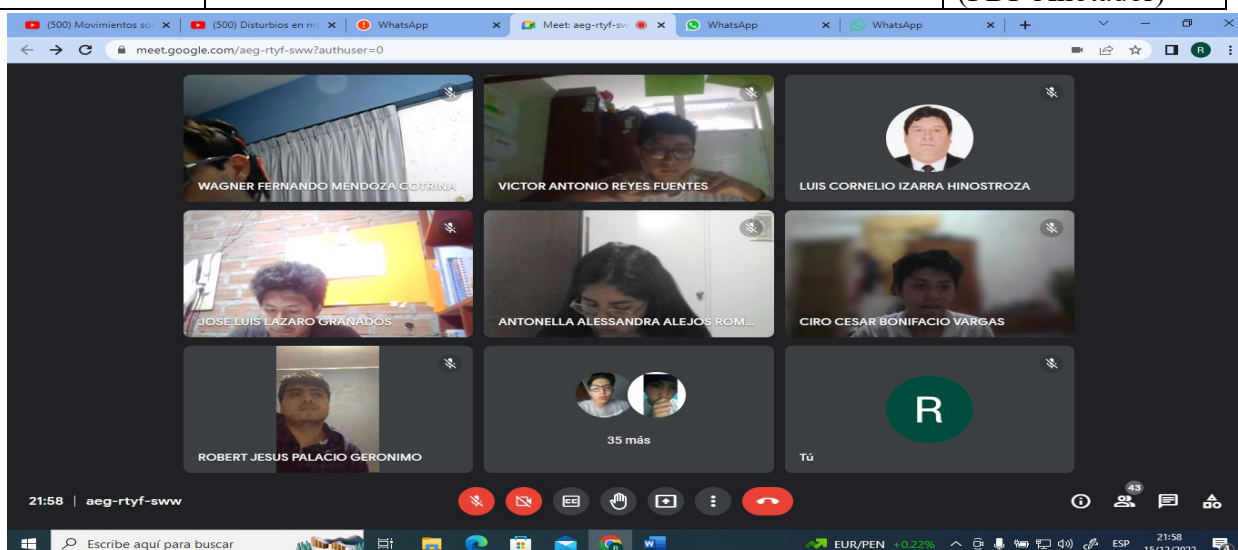 (500) Movimientos so
(500) Disturbios en m
WhatsApp
Meet: aeg-rtyf-sw
WhatsApp
WhatsApp
meet.google.com/aeg-rtyf-sww?authuser=0
R
WAGNER FERNANDO MENDOZA COTRINA
VICTOR ANTONIO REYES FUENTES
LUIS CORNELIO IZARRA HINOSTROZA
JOSE LUIS LAZARO GRANADOS
ANTONELLA ALESSANDRA ALEJOS ROM...
CIRO CESAR BONIFACIO VARGAS
ROBERT JESUS PALACIO GERONIMO
35 más
R
Tú
21:58 | aeg-rtyf-sww
43
Escribe aquí para buscar
EUR/PEN +0.22%
ESP
21:58
15/12/2022